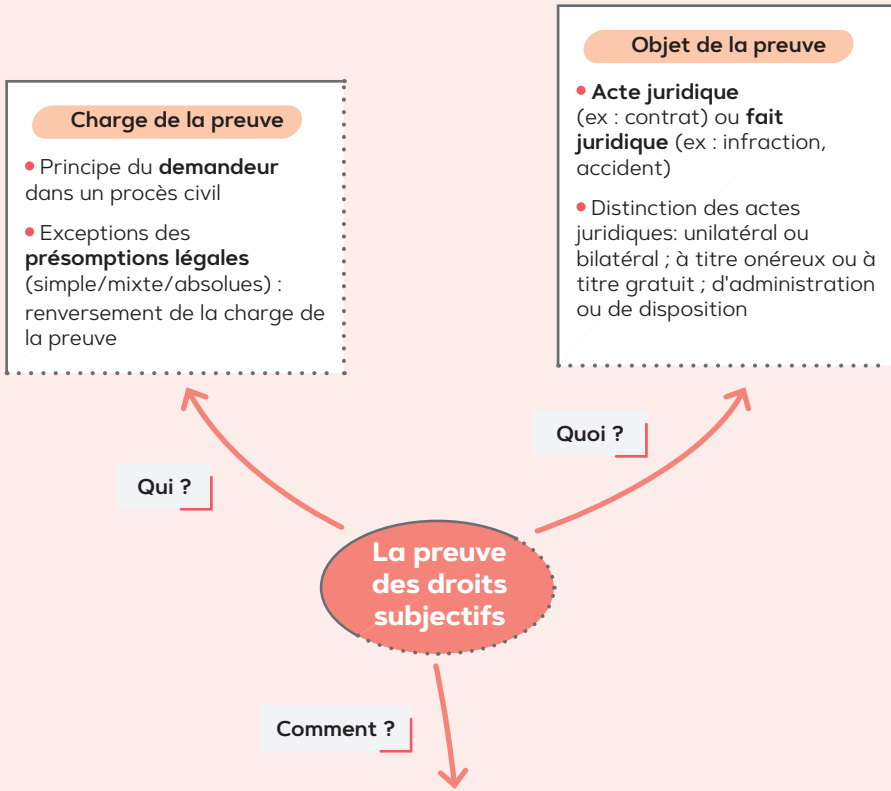 Charge de la preuve
• Principe du demandeur
dans un procès civil
• Exceptions des
présomptions légales
(simple/mixte/absolues) :
renversement de la charge de
la preuve
Objet de la preuve
• Acte juridique
(ex : contrat) ou fait
juridique (ex : infraction,
accident)
• Distinction des actes
juridiques: unilatéral ou
bilatéral ; à titre onéreux ou à
titre gratuit ; d'administration
ou de disposition
Qui ?
Quoi ?
La preuve
des droits
subjectifs
Comment ?